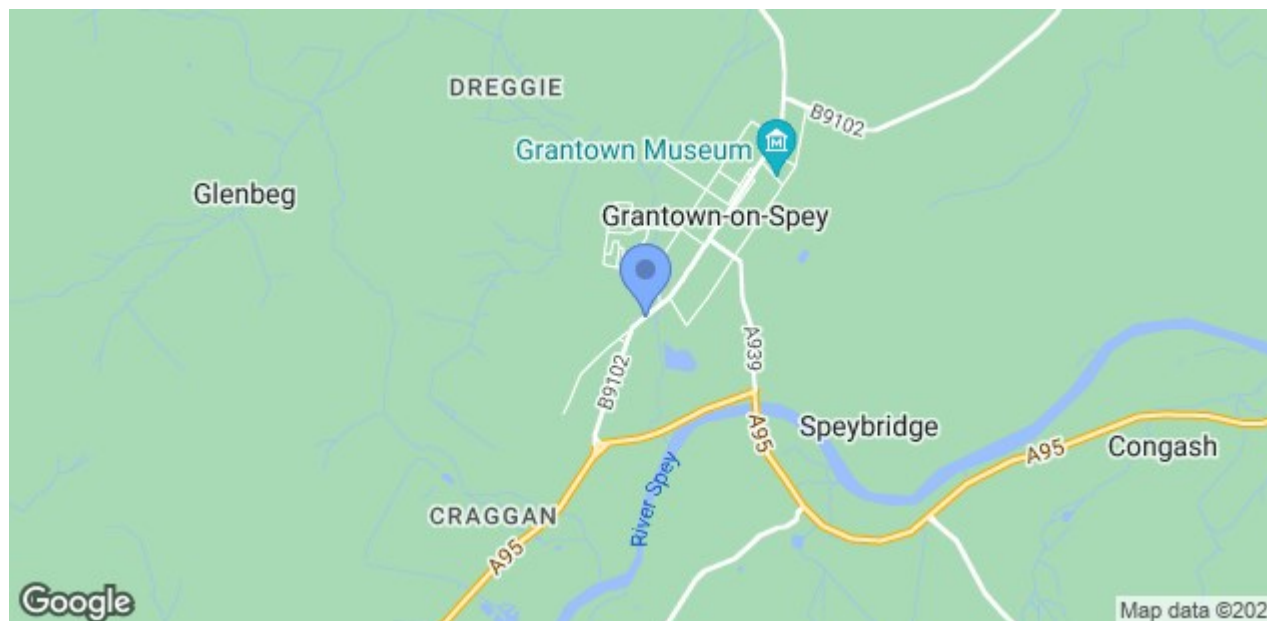 DREGGIE
B9102
Grantown Museum
Glenbeg
Grantown-on-Spey
A939
B9102
Speybridge
A95
A95
Congash
River Spey
CRAGGAN
A95
Google
Map data ©202